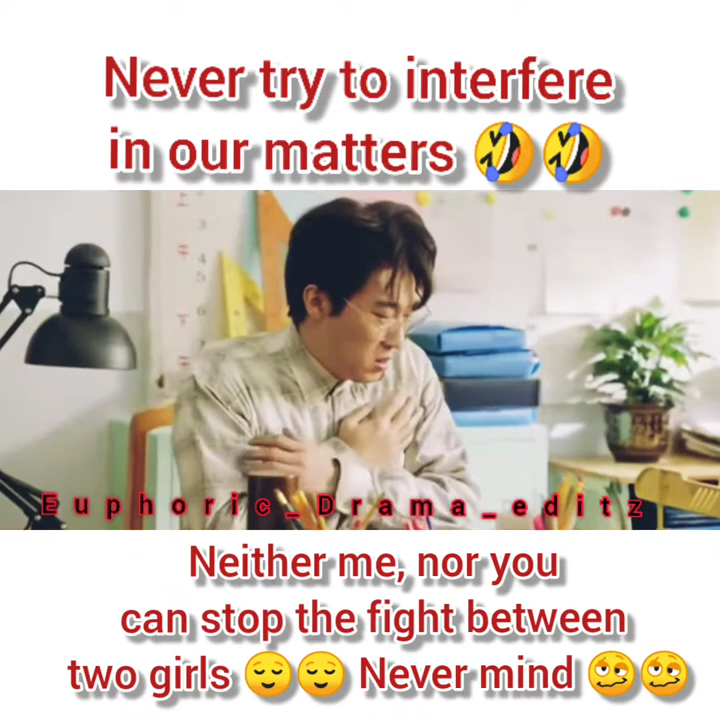 Never try to interfere
in our matters 🤣🤣
Euphoric_Drama_editz
Neither me, nor you
can stop the fight between
two girls 😌😌 Never mind 🥴🥴